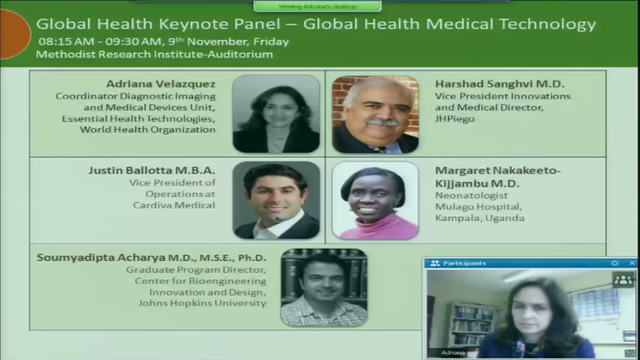 Viewing Adriana's desktop
Global Health Keynote Panel – Global Health Medical Technology
08:15 AM - 09:30 AM, 9th November, Friday
Methodist Research Institute-Auditorium
Adriana Velazquez
Coordinator Diagnostic Imaging
and Medical Devices Unit,
Essential Health Technologies,
World Health Organization
Harshad Sanghvi M.D.
Vice President Innovations
and Medical Director,
JHPiego
Justin Ballotta M.B.A.
Vice President of
Operations at
Cardiva Medical
Margaret Nakakeeto-
Kijjambu M.D.
Neonatologist
Mulago Hospital,
Kampala, Uganda
Soumyadipta Acharya M.D., M.S.E., Ph.D.
Graduate Program Director,
Center for Bioengineering
Innovation and Design,
Johns Hopkins University
Participants
Adriana